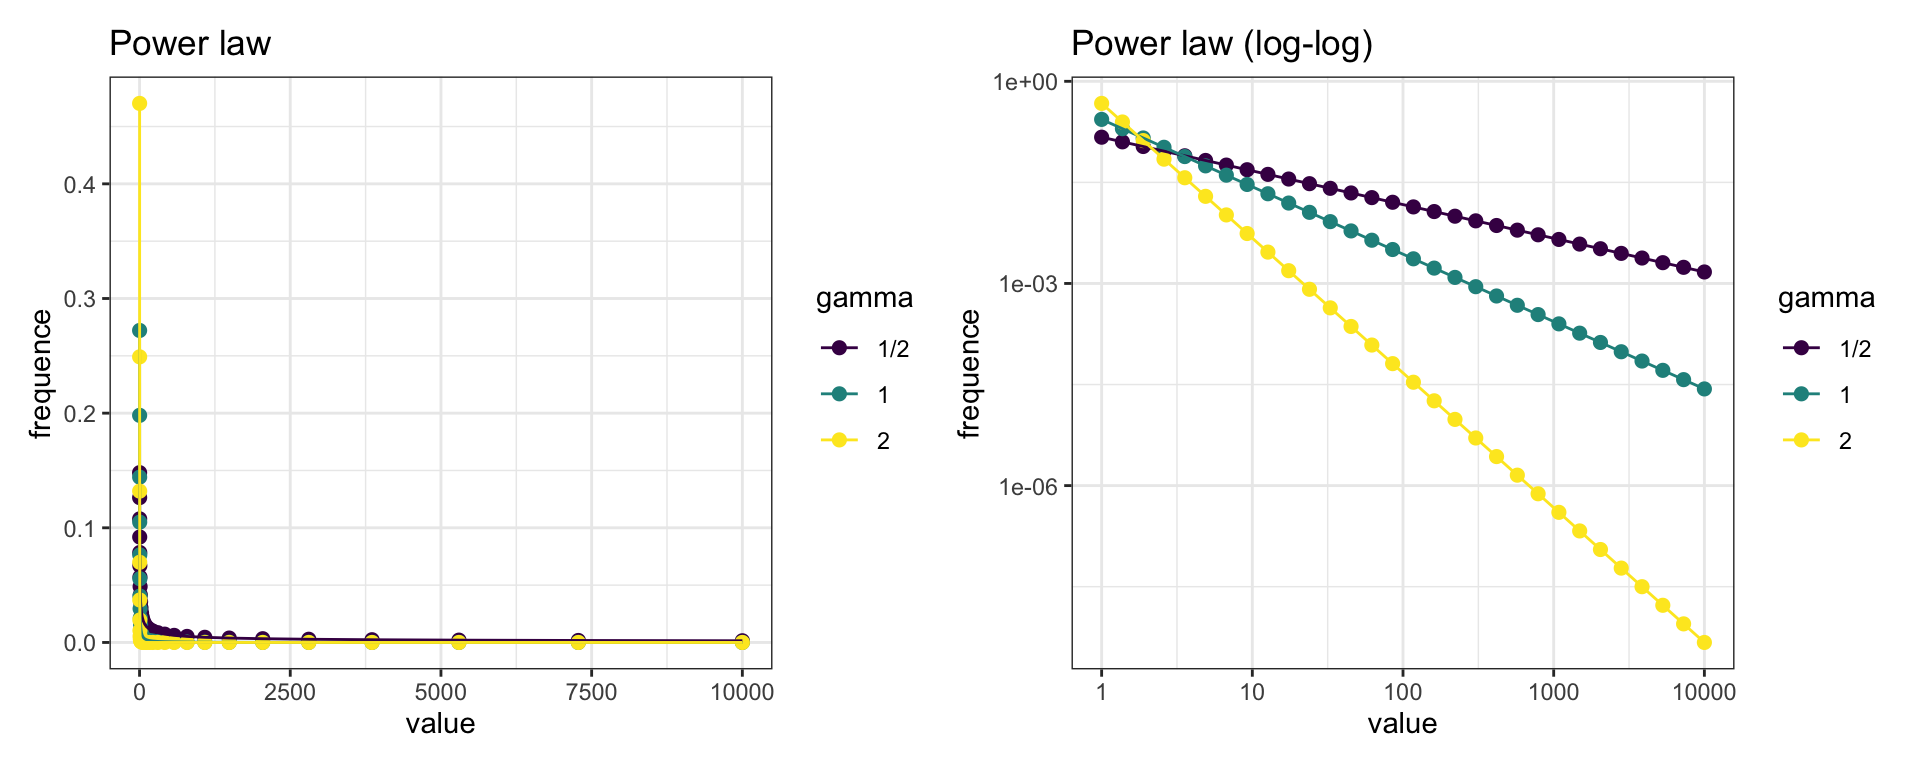 Power law
frequence
0.4
0.3
0.2
0.1
0.0
0 2500 5000 7500 10000
value
gamma
1/2
1
2
Power law (log-log)
frequence
1e+00
1e-03
1e-06
1 10 100 1000 10000
value
gamma
1/2
1
2